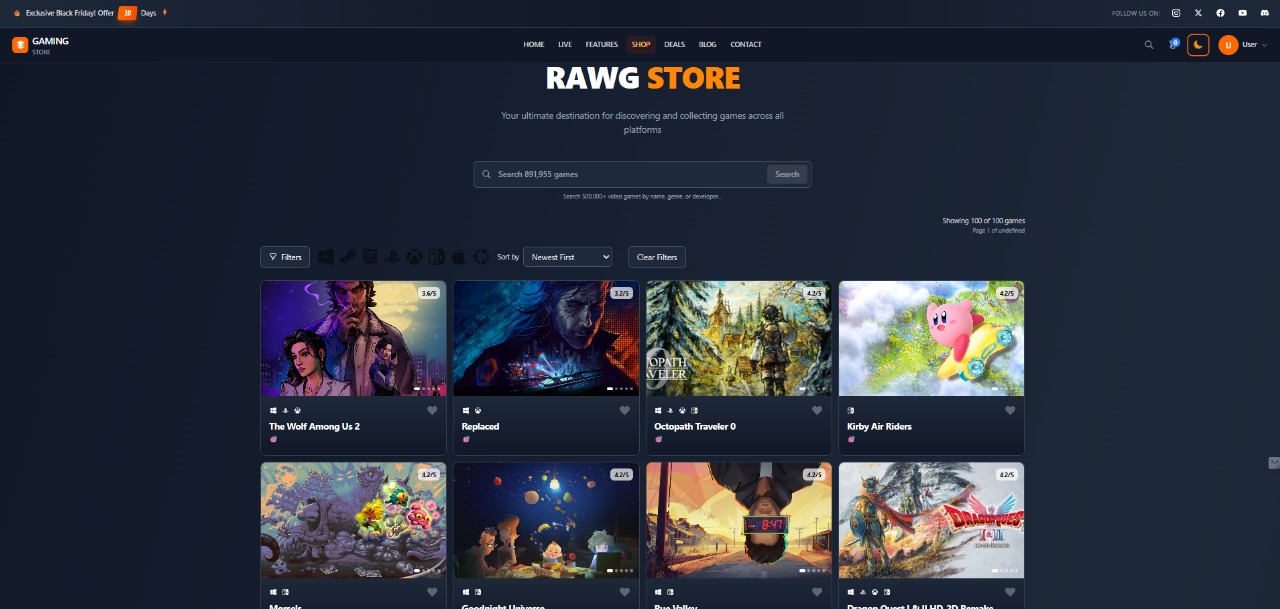 Exclusive Black Friday! Offer 10 Days
FOLLOW US ON:
GAMING
STORE
HOME LIVE FEATURES SHOP DEALS BLOG CONTACT
0
U User
RAWG STORE
Your ultimate destination for discovering and collecting games across all
platforms
Search 891,955 games
Search
Search 500,000+ video games by name, genre, or developer...
Showing 100 of 100 games
Page 1 of undefined
Filters
Sort by Newest First
Clear Filters
3.6/5
3.2/5
4.2/5
4.2/5
OPATH
VELER
0
The Wolf Among Us 2
Replaced
Octopath Traveler 0
Kirby Air Riders
4.2/5
4.2/5
4.2/5
4.2/5
8:47
DRAGON QUEST
I & II
Morsels
Goodnight Universe
Rue Valley
Dragon Quest I & II HD-2D Remake